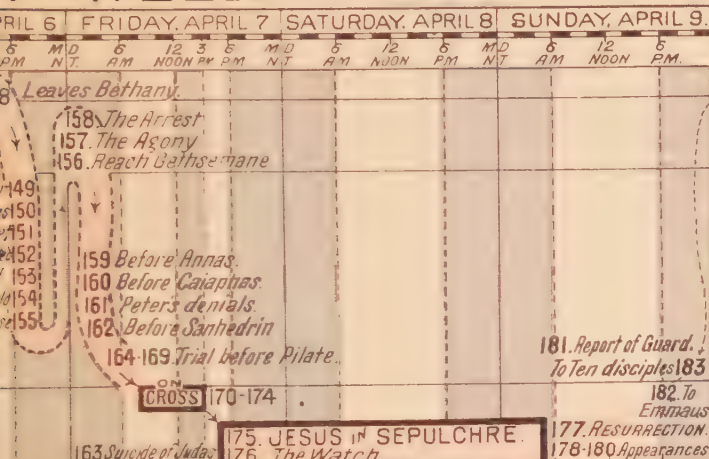 PRIL 6 FRIDAY. APRIL 7 SATURDAY. APRIL 8 SUNDAY. APRIL 9.
6 MD 6 12 3 6 MD 6 12 6 MD 6 12 6
PM NT. AM NOON PM PM NT AM NOON PM NT AM NOON P.M.
8 Leaves Bethany.
158. The Arrest
157. The Agony
156. Reach Gethsemane
149
150
151
152
153
154
155
159 Before Annas.
160 Before Caiaphas.
161 Peter's denials.
162 Before Sanhedrin
164-169. Trial before Pilate.
ON
CROSS 170-174
163 Suicide of Judas
175. JESUS IN SEPULCHRE.
176. The Watch
181. Report of Guard.
To Ten disciples 183
182. To
Emmaus
177. RESURRECTION.
178-180 Appearances